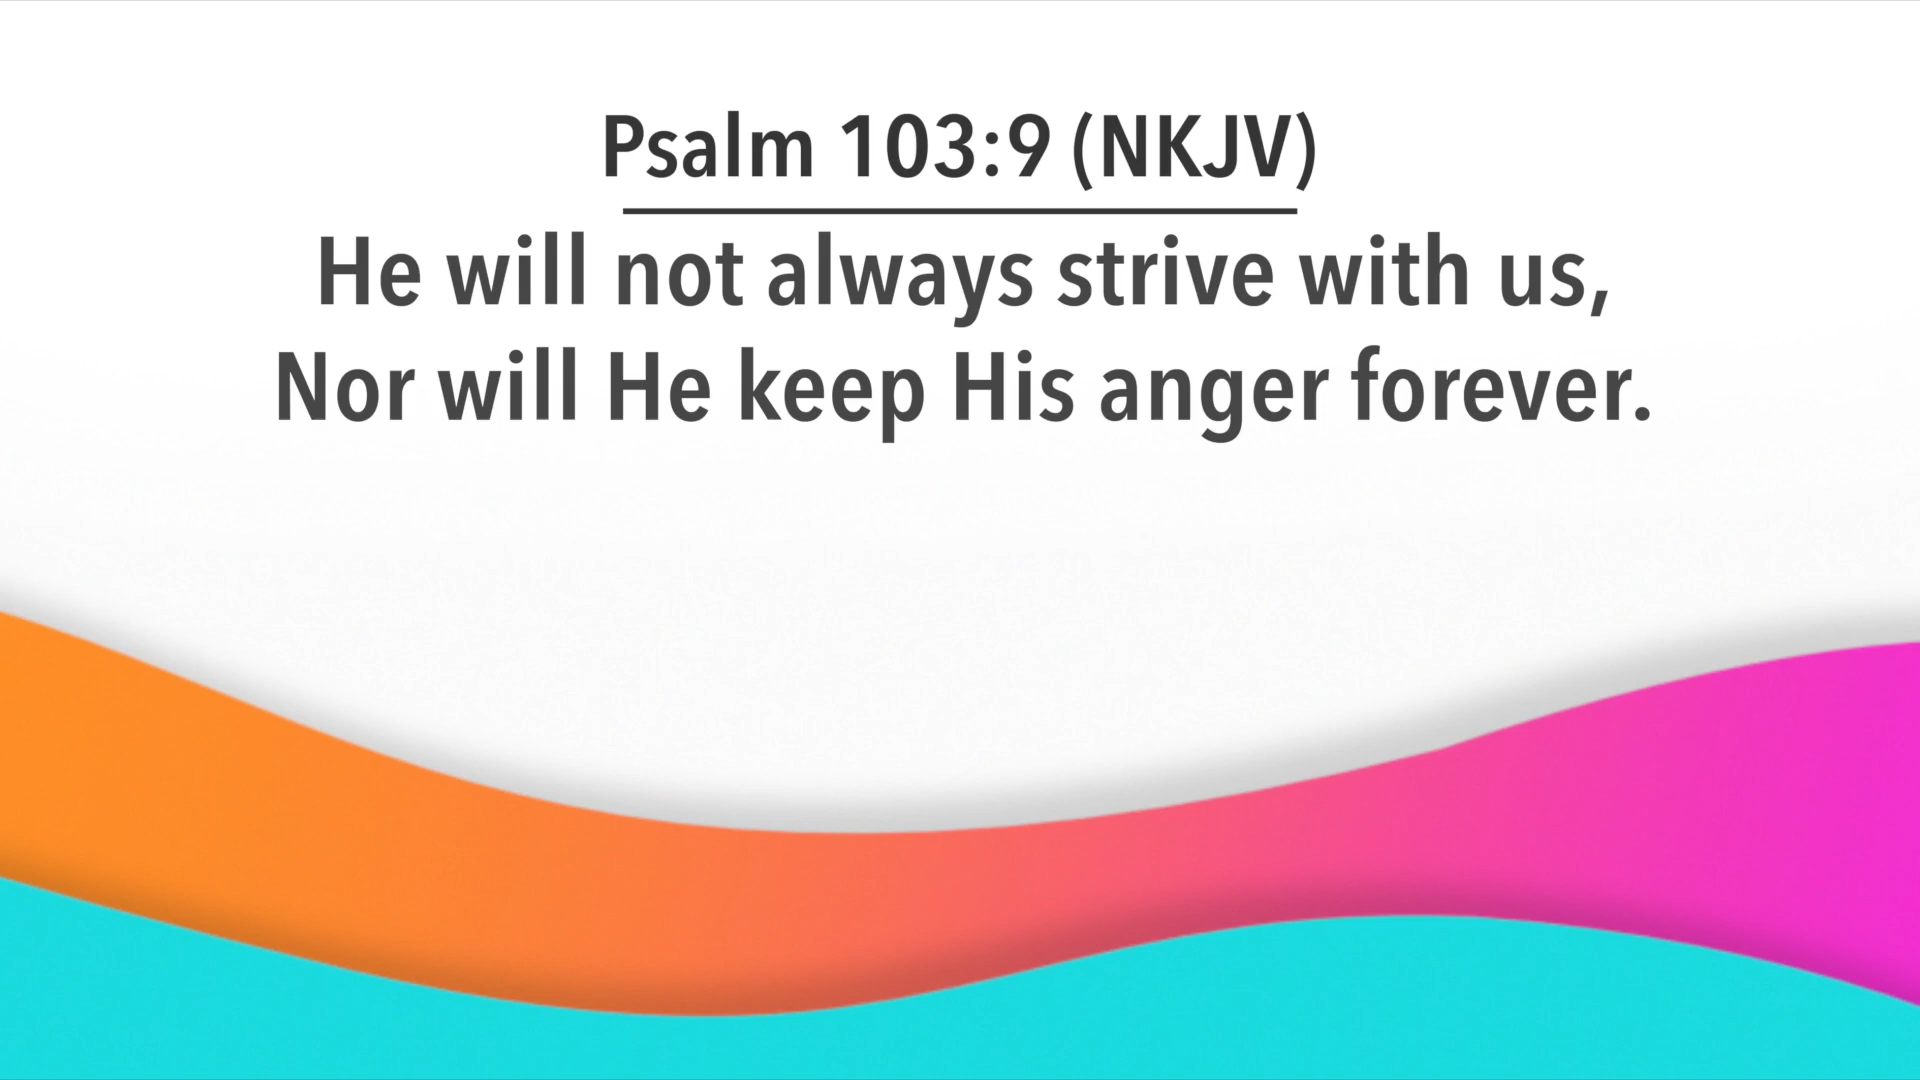 Psalm 103:9 (NKJV)
He will not always strive with us,
Nor will He keep His anger forever.